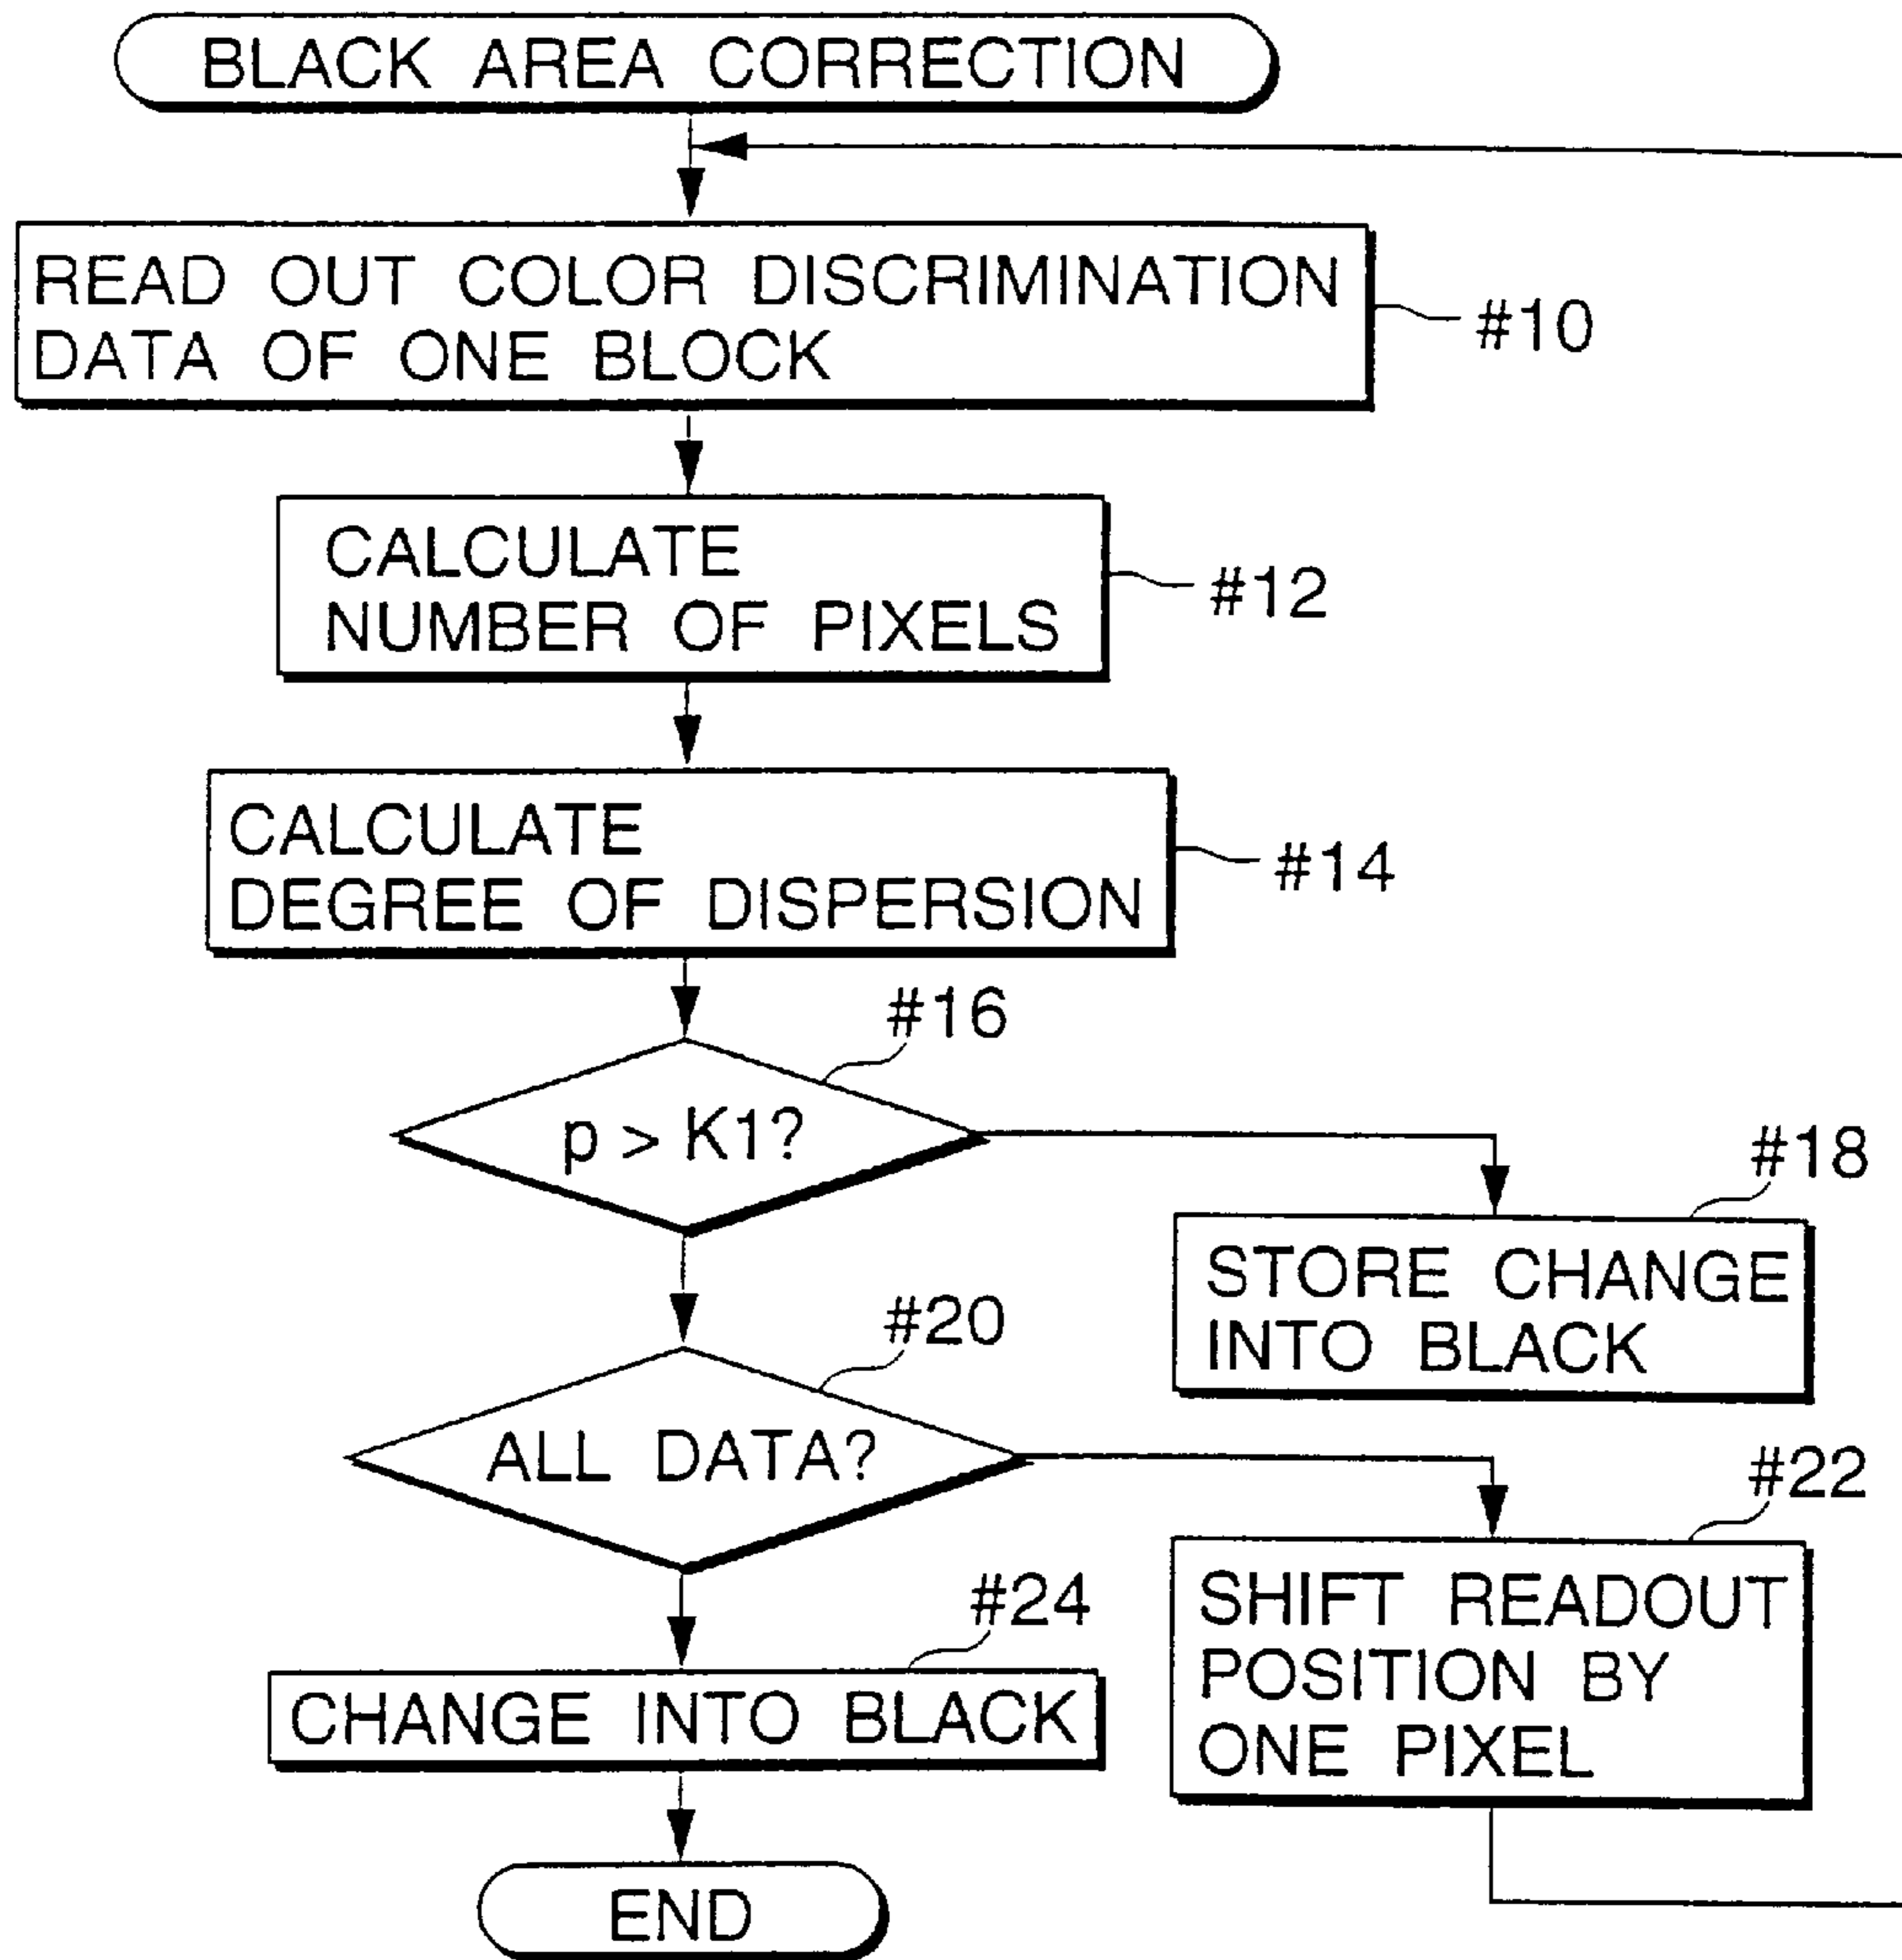 BLACK AREA CORRECTION
READ OUT COLOR DISCRIMINATION
DATA OF ONE BLOCK
#10
CALCULATE
NUMBER OF PIXELS
#12
CALCULATE
DEGREE OF DISPERSION
#14
#16
p > K1?
#18
STORE CHANGE
INTO BLACK
#20
ALL DATA?
#22
SHIFT READOUT
POSITION BY
ONE PIXEL
#24
CHANGE INTO BLACK
END